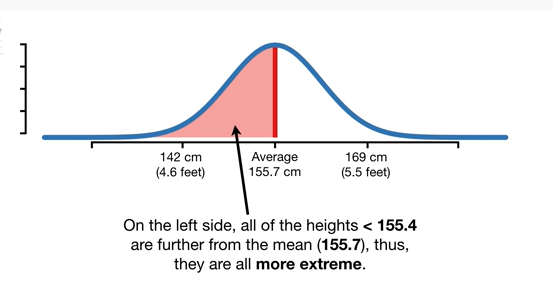 142 cm
(4.6 feet)
Average
155.7 cm
169 cm
(5.5 feet)
On the left side, all of the heights < 155.4
are further from the mean (155.7), thus,
they are all more extreme.